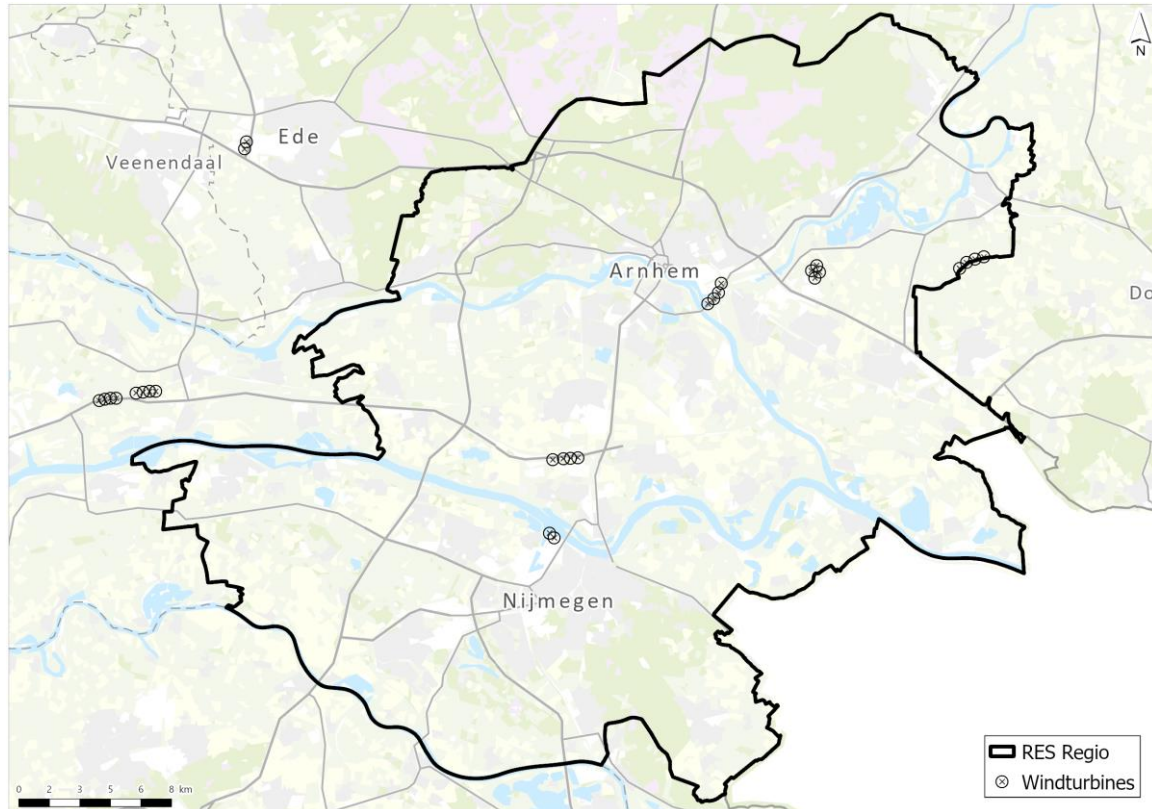 N
Ede
Veenendaal
Arnhem
Do
Nijmegen
RES Regio
Windturbines
0 2 3 5 6 8 km